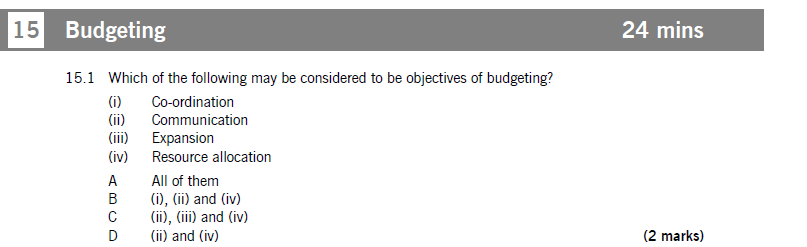 15 Budgeting 24 mins
15.1 Which of the following may be considered to be objectives of budgeting?
(i) Co-ordination
(ii) Communication
(iii) Expansion
(iv) Resource allocation
A All of them
B (i), (ii) and (iv)
C (ii), (iii) and (iv)
D (ii) and (iv) (2 marks)